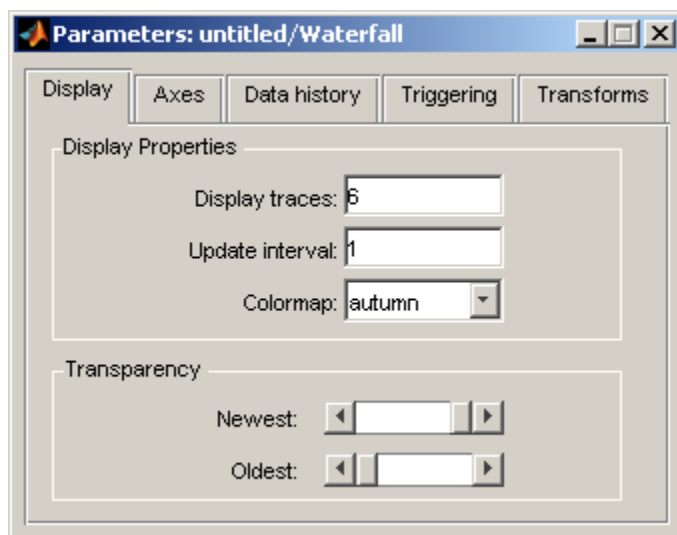 Parameters: untitled/Waterfall
Display Axes Data history Triggering Transforms
Display Properties
Display traces: 6
Update interval: 1
Colormap: autumn
Transparency
Newest:
Oldest: